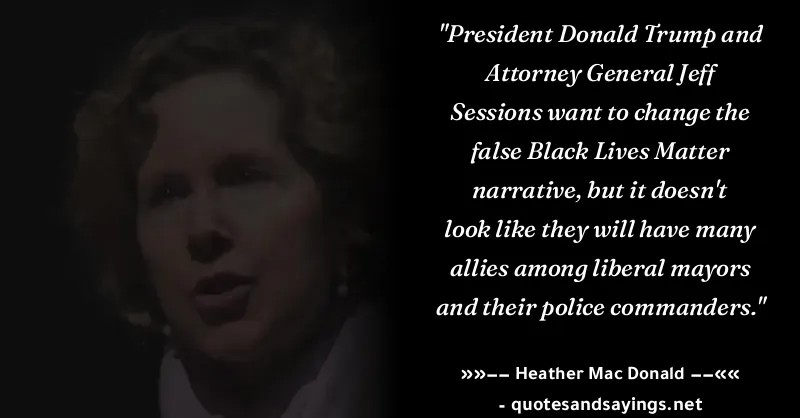 "President Donald Trump and
Attorney General Jeff
Sessions want to change the
false Black Lives Matter
narrative, but it doesn't
look like they will have many
allies among liberal mayors
and their police commanders."
»»–– Heather Mac Donald ––««
- quotesandsayings.net